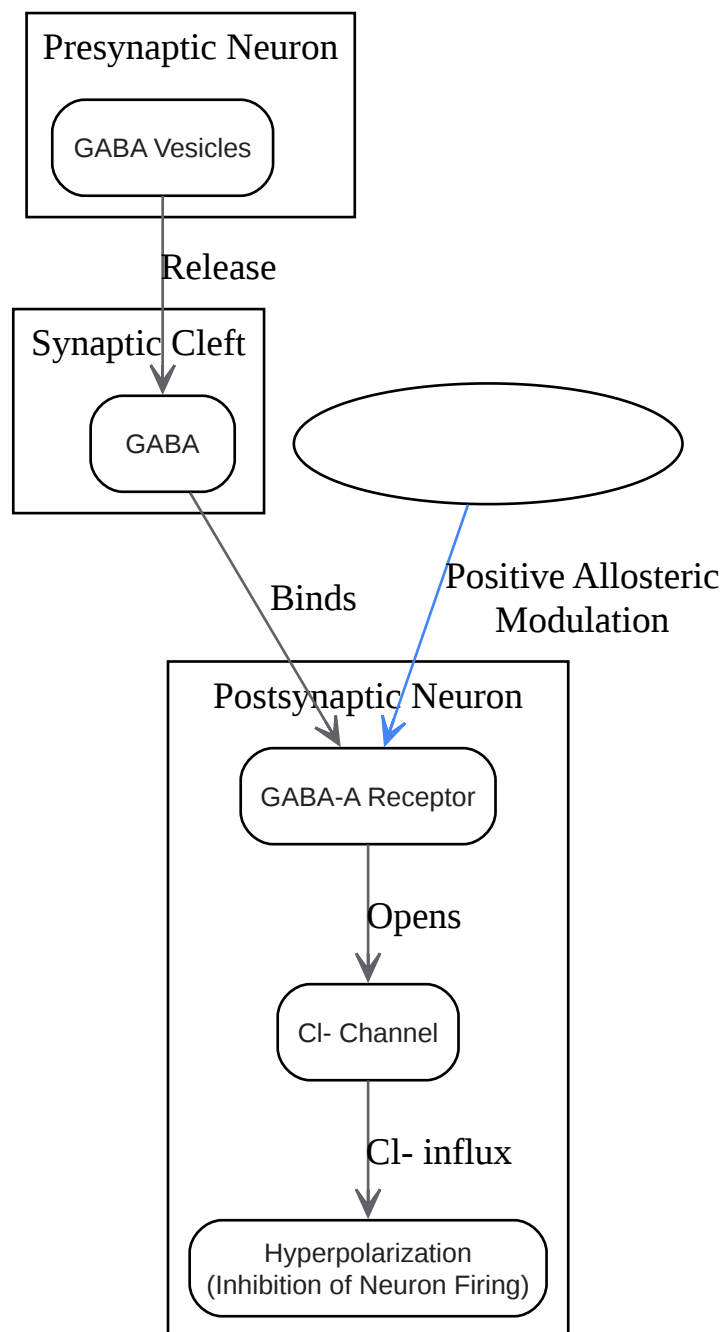 Presynaptic Neuron
GABA Vesicles
Release
Synaptic Cleft
GABA
Binds
Positive Allosteric
Modulation
Postsynaptic Neuron
GABA-A Receptor
Opens
Cl- Channel
Cl- influx
Hyperpolarization
(Inhibition of Neuron Firing)